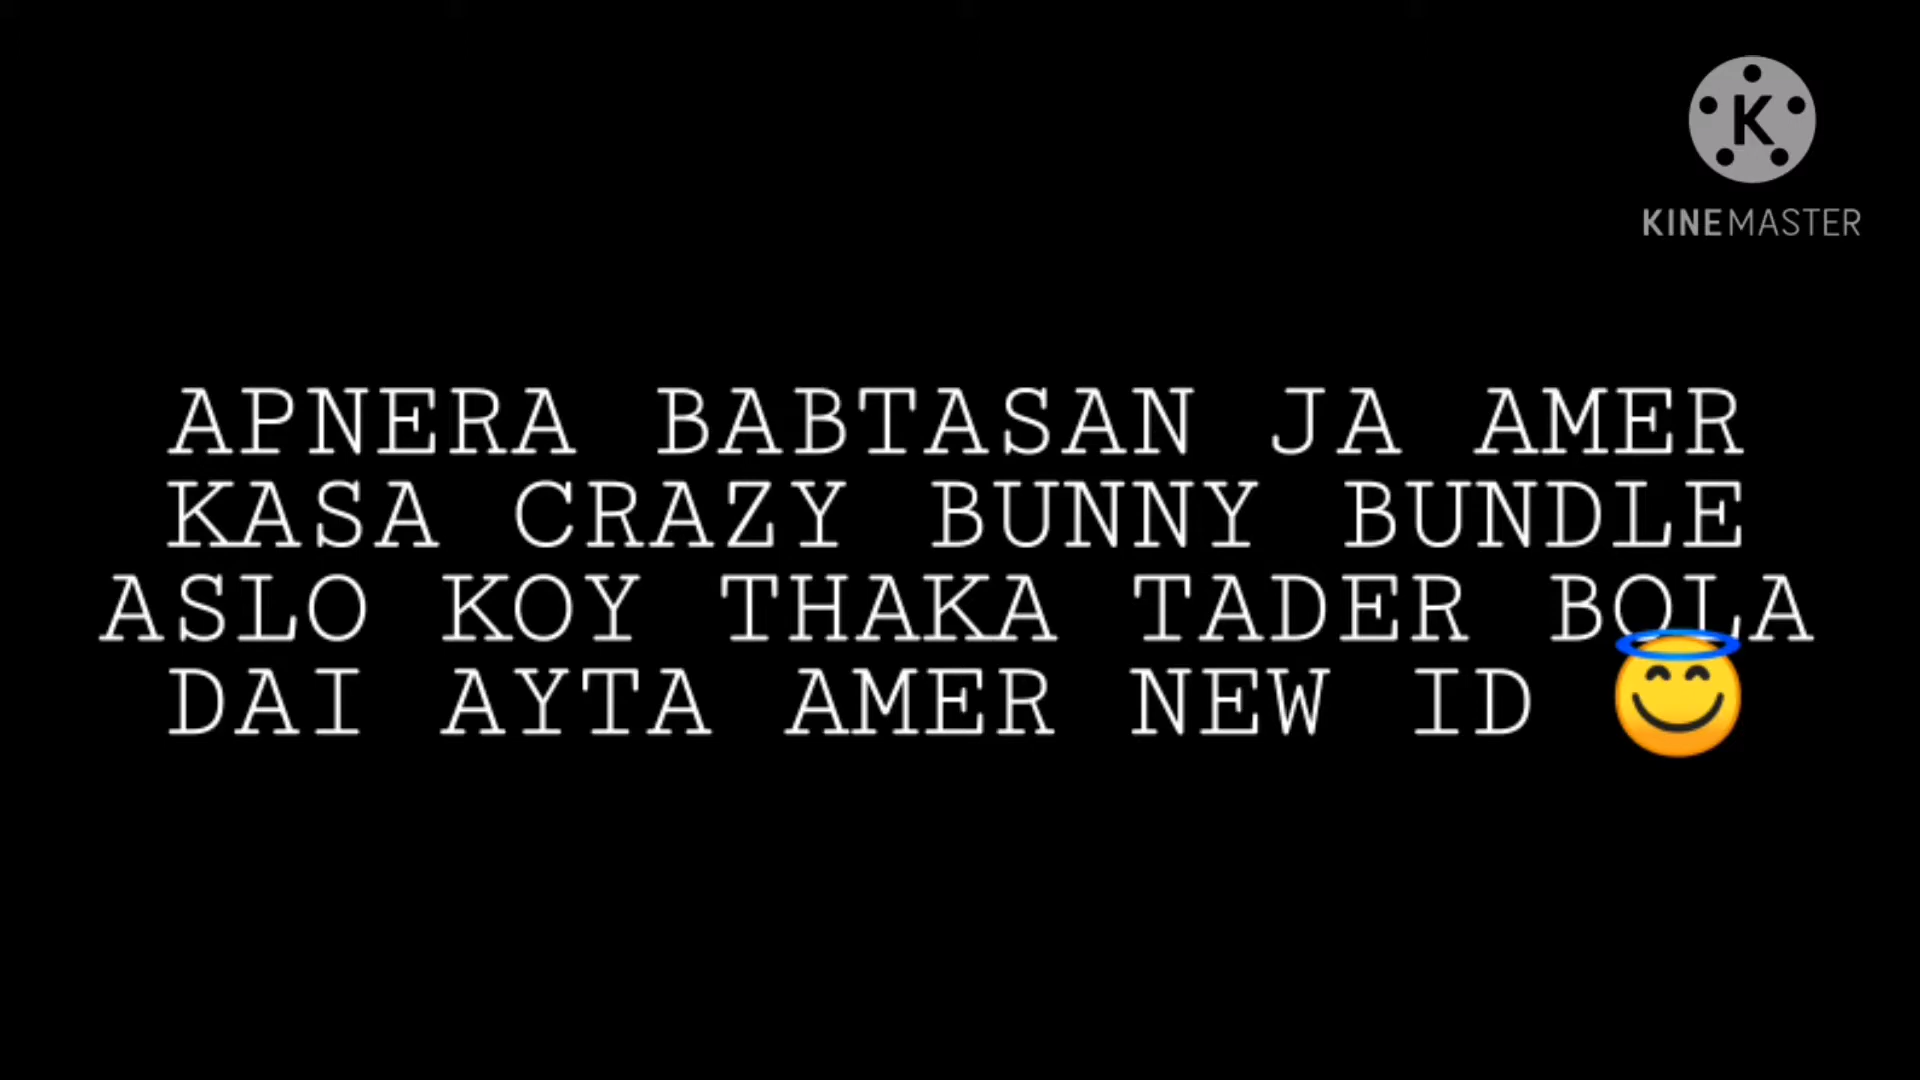 K
KINEMASTER
APNERA BABTASAN JA AMER
KASA CRAZY BUNNY BUNDLE
ASLO KOY THAKA TADER BOLA
DAI AYTA AMER NEW ID 😇